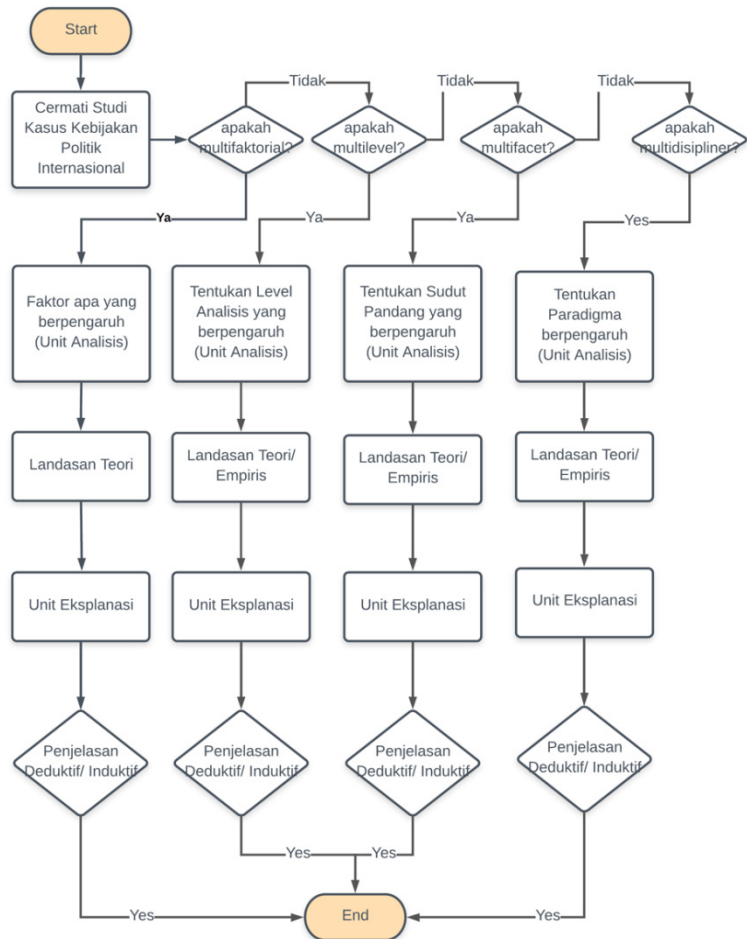 Start
Tidak
Tidak
Tidak
Cermati Studi
Kasus Kebijakan
Politik
Internasional
apakah
multifaktorial?
apakah
multilevel?
apakah
multifacet?
apakah
multidisipliner?
Ya
Ya
Ya
Yes
Faktor apa yang
berpengaruh
(Unit Analisis)
Tentukan Level
Analisis yang
berpengaruh
(Unit Analisis)
Tentukan Sudut
Pandang yang
berpengaruh
(Unit Analisis)
Tentukan
Paradigma
berpengaruh
(Unit Analisis)
Landasan Teori
Landasan Teori/
Empiris
Landasan Teori/
Empiris
Landasan Teori/
Empiris
Unit Eksplanasi
Unit Eksplanasi
Unit Eksplanasi
Unit Eksplanasi
Penjelasan
Deduktif/ Induktif
Penjelasan
Deduktif/ Induktif
Penjelasan
Deduktif/ Induktif
Penjelasan
Deduktif/ Induktif
Yes
Yes
Yes
End
Yes